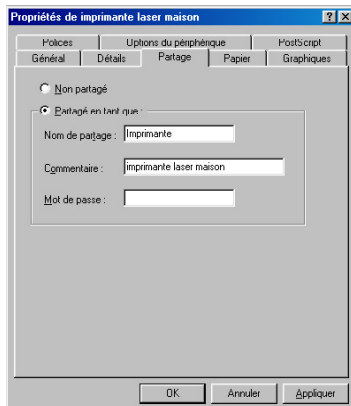 Propriétés de imprimante laser maison
Polices Options du périphérique PostScript
Général Détails Partage Papier Graphiques
Non partagé
Partagé en tant que :
Nom de partage : Imprimante
Commentaire : imprimante laser maison
Mot de passe :
OK Annuler Appliquer